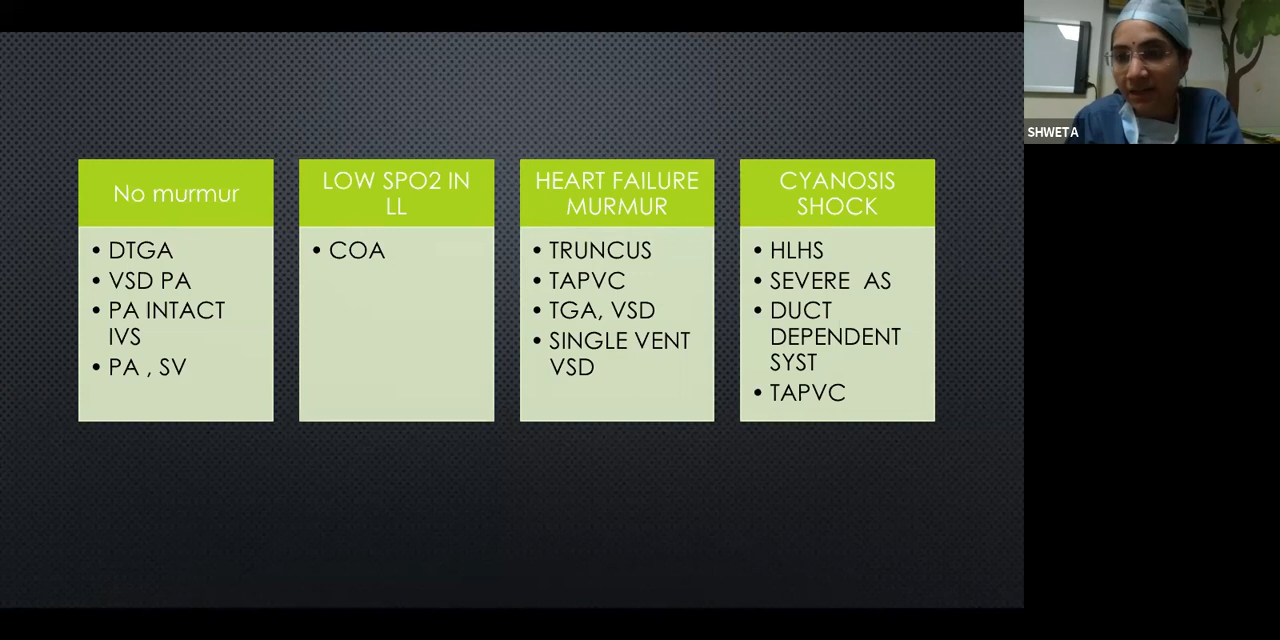 No murmur
• DTGA
• VSD PA
• PA INTACT
IVS
• PA , SV
LOW SPO2 IN
LL
• COA
HEART FAILURE
MURMUR
• TRUNCUS
• TAPVC
• TGA, VSD
• SINGLE VENT
VSD
CYANOSIS
SHOCK
• HLHS
• SEVERE  AS
• DUCT
DEPENDENT
SYST
• TAPVC
SHWETA